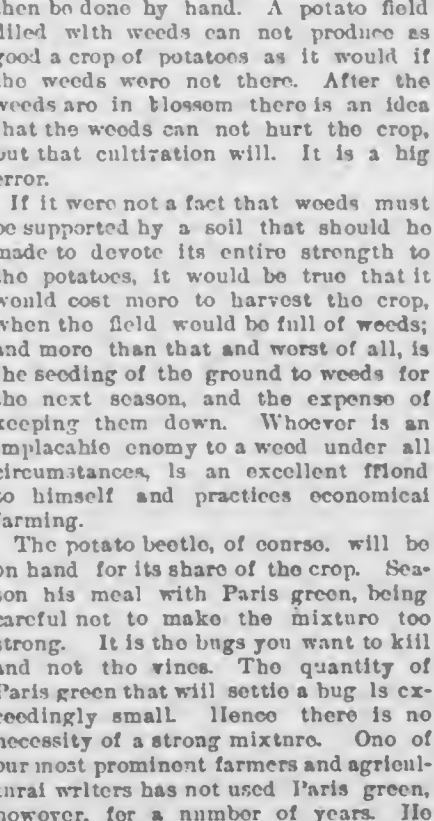 then be done by hand. A potato field
filled with weeds can not produce as
good a crop of potatoes as it would if
the weeds were not there. After the
weeds are in blossom there is an idea
that the weeds can not hurt the crop,
but that cultivation will. It is a big
error.
If it were not a fact that weeds must
be supported by a soil that should be
made to devote its entire strength to
the potatoes, it would be true that it
would cost more to harvest the crop,
when the field would be full of weeds;
and more than that and worst of all, is
the seeding of the ground to weeds for
the next season, and the expense of
keeping them down. Whoever is an
implacable enemy to a weed under all
circumstances, is an excellent friend
to himself and practices economical
farming.
The potato beetle, of course, will be
on hand for its share of the crop. Sea-
son his meal with Paris green, being
careful not to make the mixture too
strong. It is the bugs you want to kill
and not the vines. The quantity of
Paris green that will settle a bug is ex-
ceedingly small. Hence there is no
necessity of a strong mixture. One of
our most prominent farmers and agricul-
tural writers has not used Paris green,
however, for a number of years. He